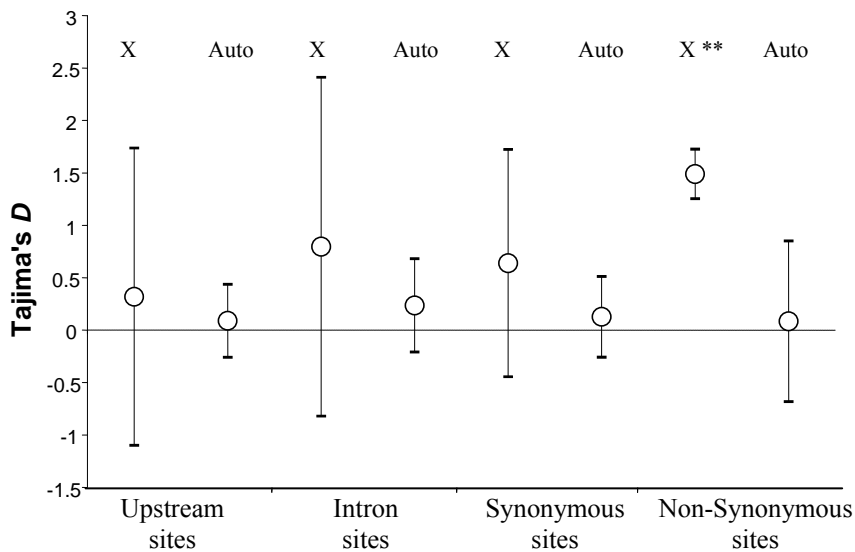 3
X Auto X Auto X Auto X ** Auto
2.5
2
1.5
1
0.5
0
-0.5
-1
-1.5
Tajima's D
Upstream Intron Synonymous Non-Synonymous
sites sites sites sites